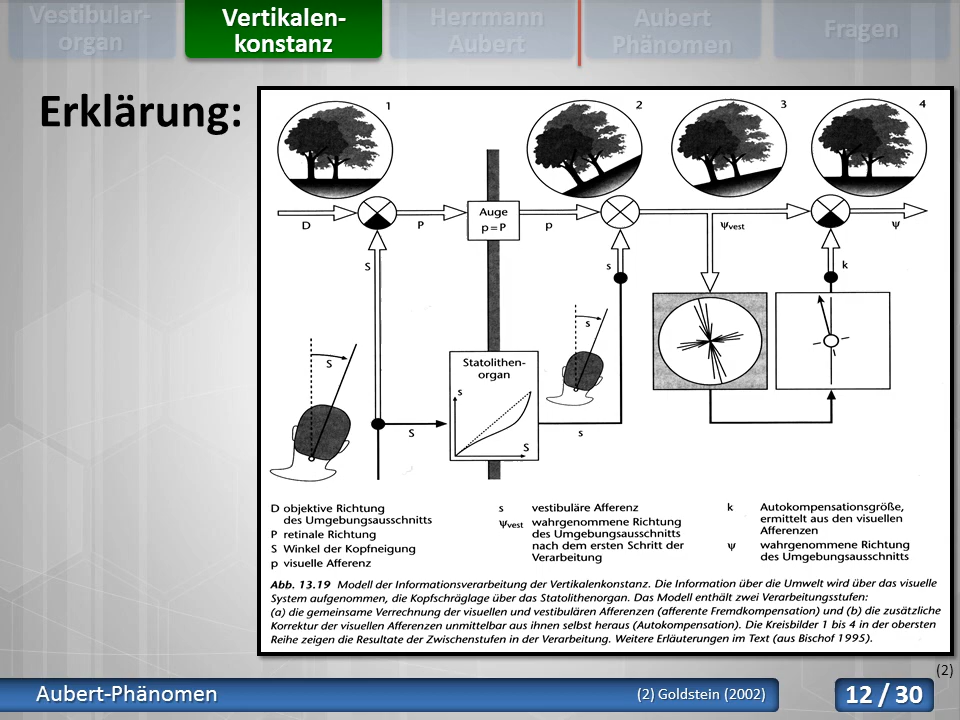 Vestibular-
organ
Vertikalen-
konstanz
Herrmann
Aubert
Aubert
Phänomen
Fragen
Erklärung:
1
2
3
4
D
P
Auge
p=P
p
ψvest
ψ
S
s
k
S
s
Statolithen-
organ
s
S
S
s
D objektive Richtung
des Umgebungsausschnitts
P retinale Richtung
S Winkel der Kopfneigung
p visuelle Afferenz
s vestibuläre Afferenz
ψvest wahrgenommene Richtung
des Umgebungsausschnitts
nach dem ersten Schritt der
Verarbeitung
k Autokompensationsgröße,
ermittelt aus den visuellen
Afferenzen
ψ wahrgenommene Richtung
des Umgebungsausschnitts
Abb. 13.19 Modell der Informationsverarbeitung der Vertikalenkonstanz. Die Information über die Umwelt wird über das visuelle
System aufgenommen, die Kopfschräglage über das Statolithenorgan. Das Modell enthält zwei Verarbeitungsstufen:
(a) die gemeinsame Verrechnung der visuellen und vestibulären Afferenzen (afferente Fremdkompensation) und (b) die zusätzliche
Korrektur der visuellen Afferenzen unmittelbar aus ihnen selbst heraus (Autokompensation). Die Kreisbilder 1 bis 4 in der obersten
Reihe zeigen die Resultate der Zwischenstufen in der Verarbeitung. Weitere Erläuterungen im Text (aus Bischof 1995).
(2)
Aubert-Phänomen
(2) Goldstein (2002)
12 / 30